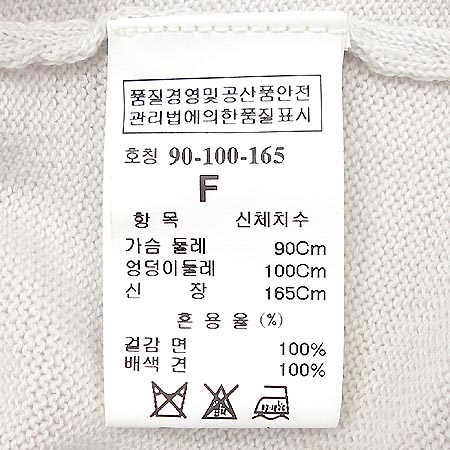 품질경영및공산품안전
관리법에의한품질표시
호칭 90-100-165
F
항 목 신체치수
가슴 둘레 90Cm
엉덩이둘레 100Cm
신 장 165Cm
혼 용 율 (%)
겉감 면 100%
배색 견 100%